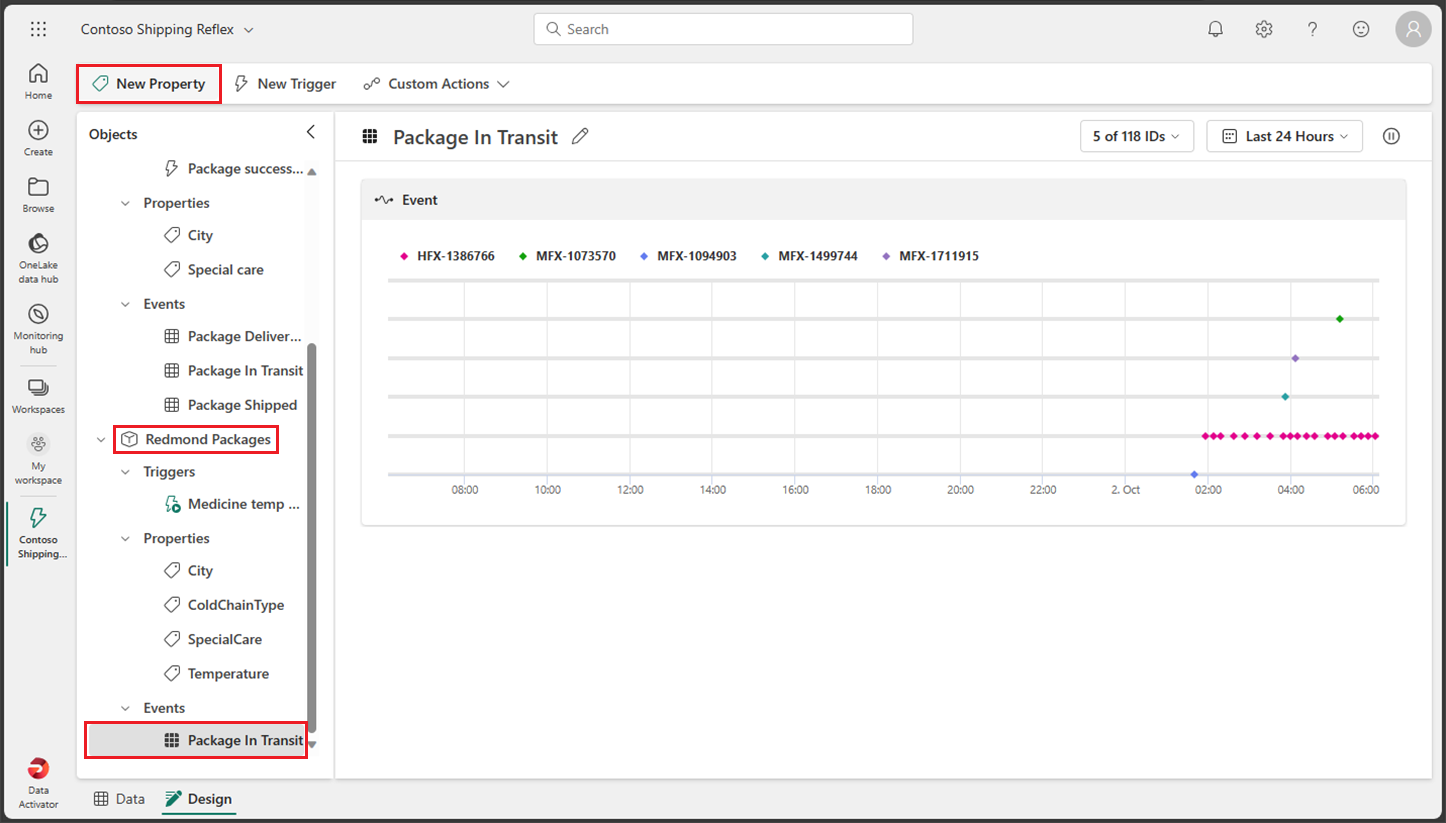 Contoso Shipping Reflex
Search
Home
Create
Browse
OneLake
data hub
Monitoring
hub
Workspaces
My
workspace
Contoso
Shipping...
Data
Activator
New Property
New Trigger
Custom Actions
Objects
Package success...
Properties
City
Special care
Events
Package Deliver...
Package In Transit
Package Shipped
Redmond Packages
Triggers
Medicine temp ...
Properties
City
ColdChainType
SpecialCare
Temperature
Events
Package In Transit
Package In Transit
5 of 118 IDs
Last 24 Hours
Event
HFX-1386766 MFX-1073570 MFX-1094903 MFX-1499744 MFX-1711915
08:00 10:00 12:00 14:00 16:00 18:00 20:00 22:00 2. Oct 02:00 04:00 06:00
Data
Design